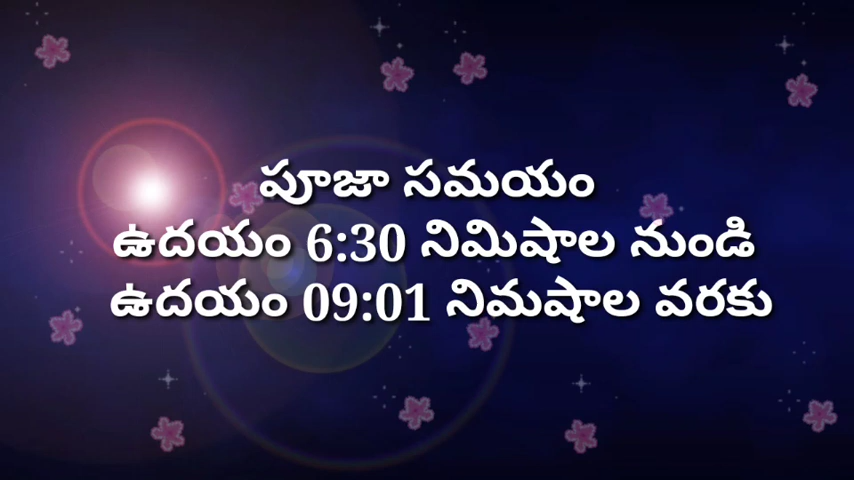 పూజా సమయం
ఉదయం 6:30 నిమిషాల నుండి
ఉదయం 09:01 నిమషాల వరకు